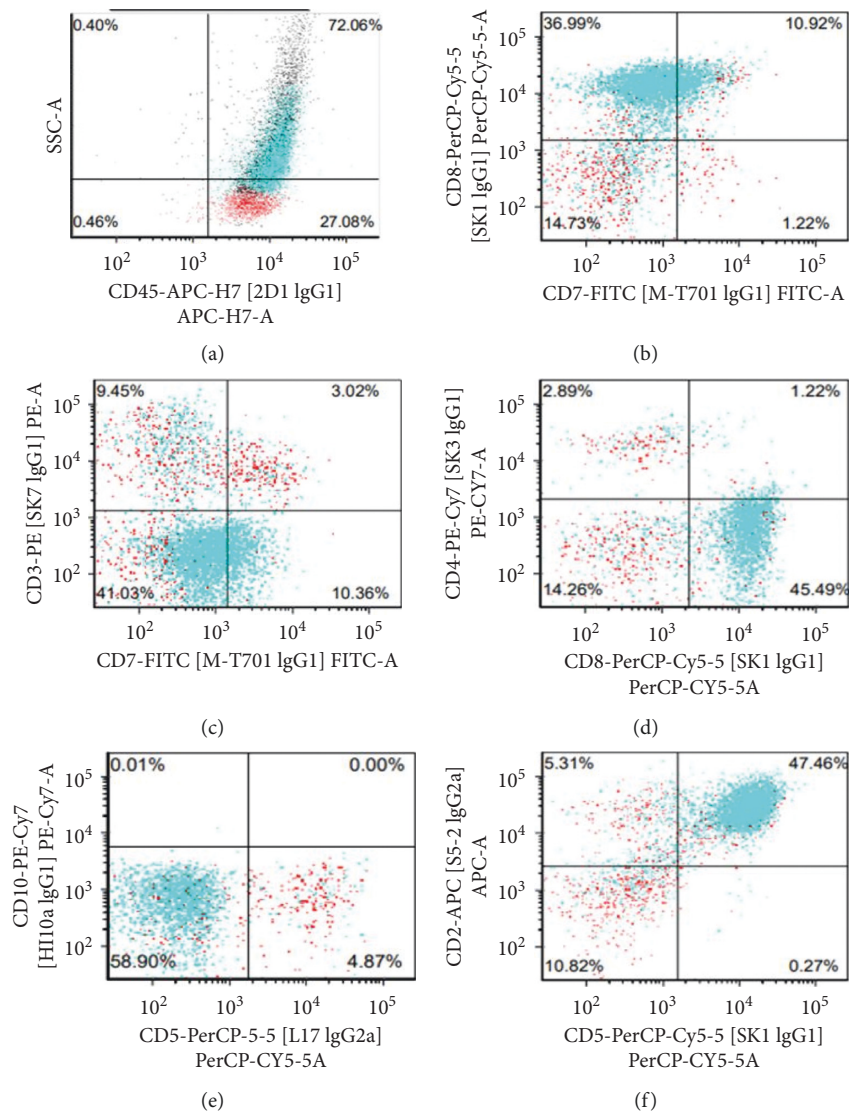 0.40%
72.06%
SSC-A
0.46%
27.08%
10²
10³
10⁴
10⁵
CD45-APC-H7 [2D1 lgG1]
APC-H7-A
(a)
36.99%
10.92%
10⁵
10⁴
10³
10²
CD8-PerCP-Cy5-5
[SK1 lgG1] PerCP-Cy5-5-A
14.73%
1.22%
10²
10³
10⁴
10⁵
CD7-FITC [M-T701 lgG1] FITC-A
(b)
9.45%
3.02%
10⁵
10⁴
10³
10²
CD3-PE [SK7 lgG1] PE-A
41.03%
10.36%
10²
10³
10⁴
10⁵
CD7-FITC [M-T701 lgG1] FITC-A
(c)
2.89%
1.22%
10⁵
10⁴
10³
10²
CD4-PE-Cy7 [SK3 lgG1]
PE-CY7-A
14.26%
45.49%
10²
10³
10⁴
10⁵
CD8-PerCP-Cy5-5 [SK1 lgG1]
PerCP-CY5-5A
(d)
0.01%
0.00%
10⁵
10⁴
10³
10²
CD10-PE-Cy7
[HI10a lgG1] PE-Cy7-A
58.90%
4.87%
10²
10³
10⁴
10⁵
CD5-PerCP-5-5 [L17 lgG2a]
PerCP-CY5-5A
(e)
5.31%
47.46%
10⁵
10⁴
10³
10²
CD2-APC [S5-2 lgG2a]
APC-A
10.82%
0.27%
10²
10³
10⁴
10⁵
CD5-PerCP-Cy5-5 [SK1 lgG1]
PerCP-CY5-5A
(f)